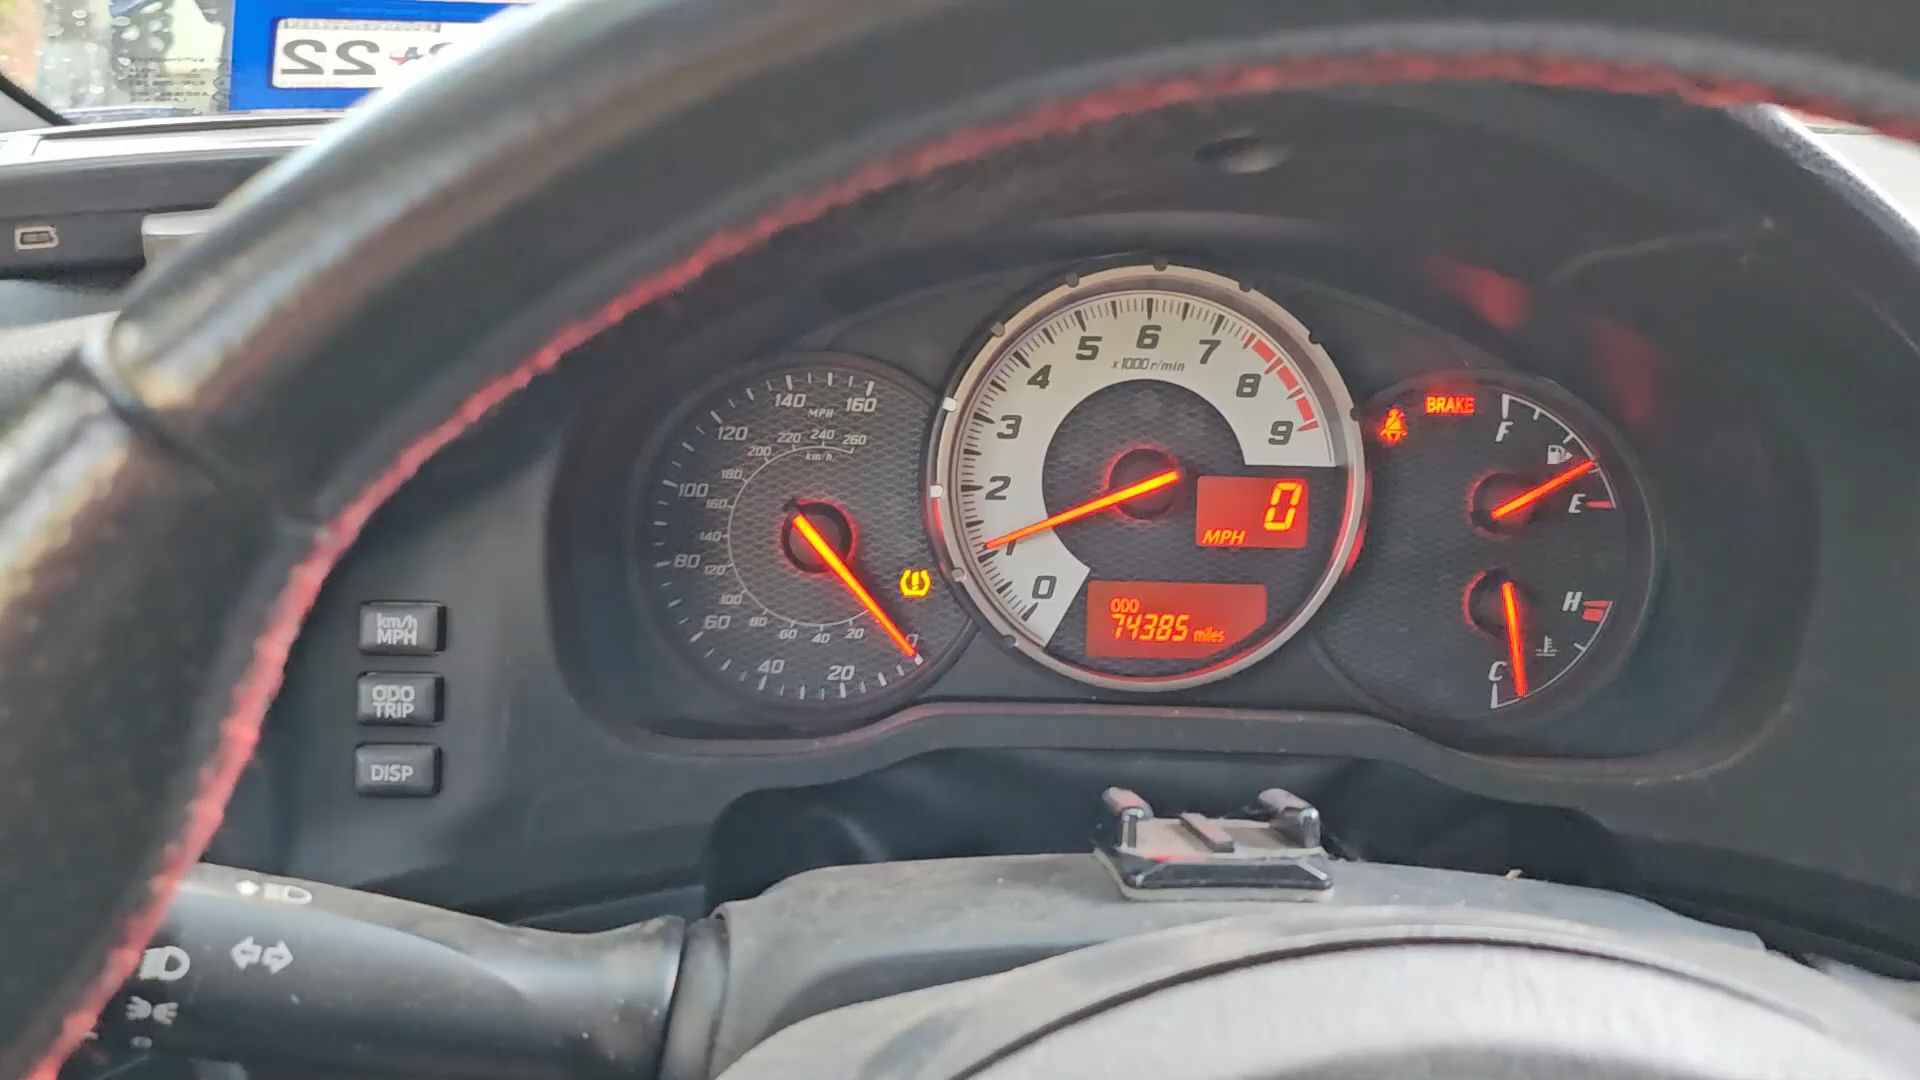 22
140 160
MPH
120
220 240 260
200 km/h
180
100
160
140
80
120
100
60
80 60 40 20
0
40 20
5 6 7
x1000 r/min
4 8
3 9
2
1
0
0
MPH
ODO
74385 miles
BRAKE
F
E
H
C
km/h
MPH
ODO
TRIP
DISP